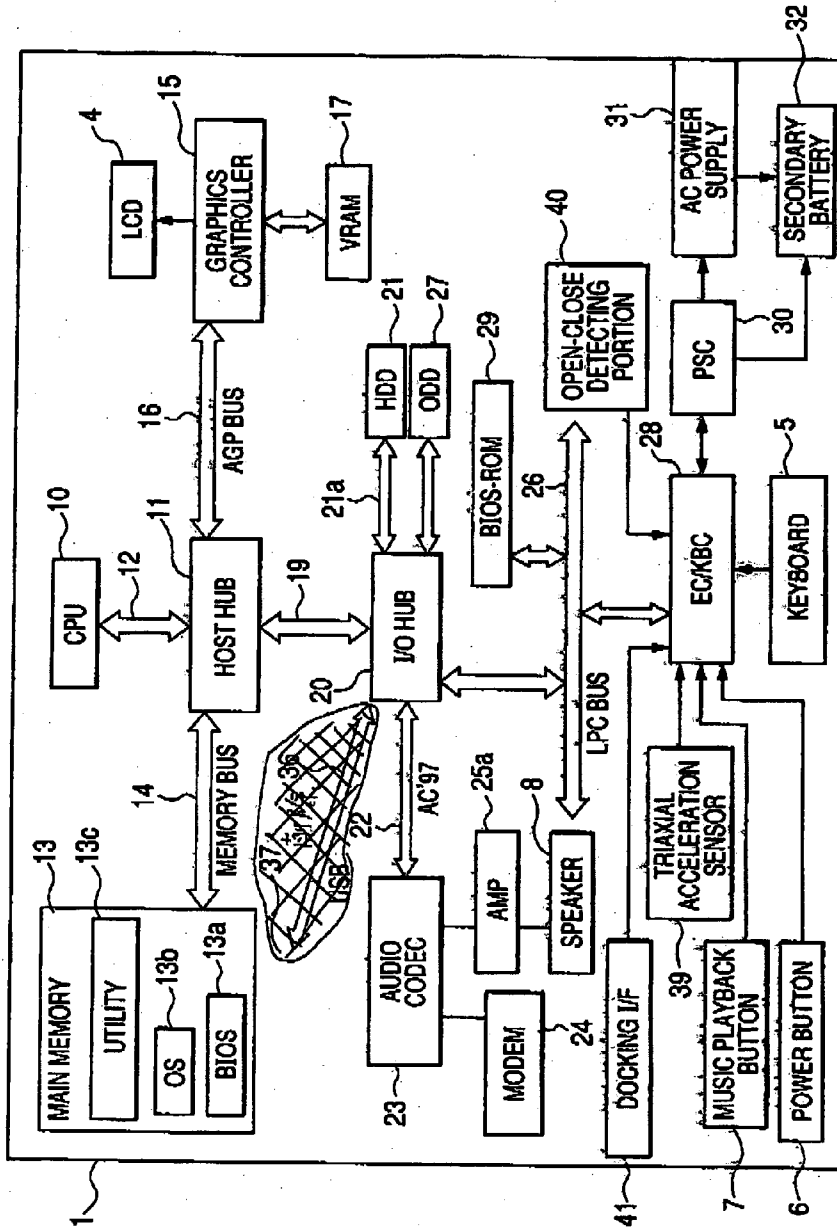 1
MAIN MEMORY
13
UTILITY
13c
OS
13b
BIOS
13a
MEMORY BUS
14
CPU
10
12
HOST HUB
11
AGP BUS
16
LCD
4
GRAPHICS
CONTROLLER
15
VRAM
17
19
I/O HUB
20
37
36
USB
HDD
21
21a
ODD
27
AUDIO
CODEC
23
22
AC'97
AMP
25a
SPEAKER
8
MODEM
24
BIOS-ROM
29
LPC BUS
26
OPEN-CLOSE
DETECTING
PORTION
40
DOCKING I/F
41
TRIAXIAL
ACCELERATION
SENSOR
39
MUSIC PLAYBACK
BUTTON
7
POWER BUTTON
6
EC/KBC
28
KEYBOARD
5
PSC
30
AC POWER
SUPPLY
31
SECONDARY
BATTERY
32